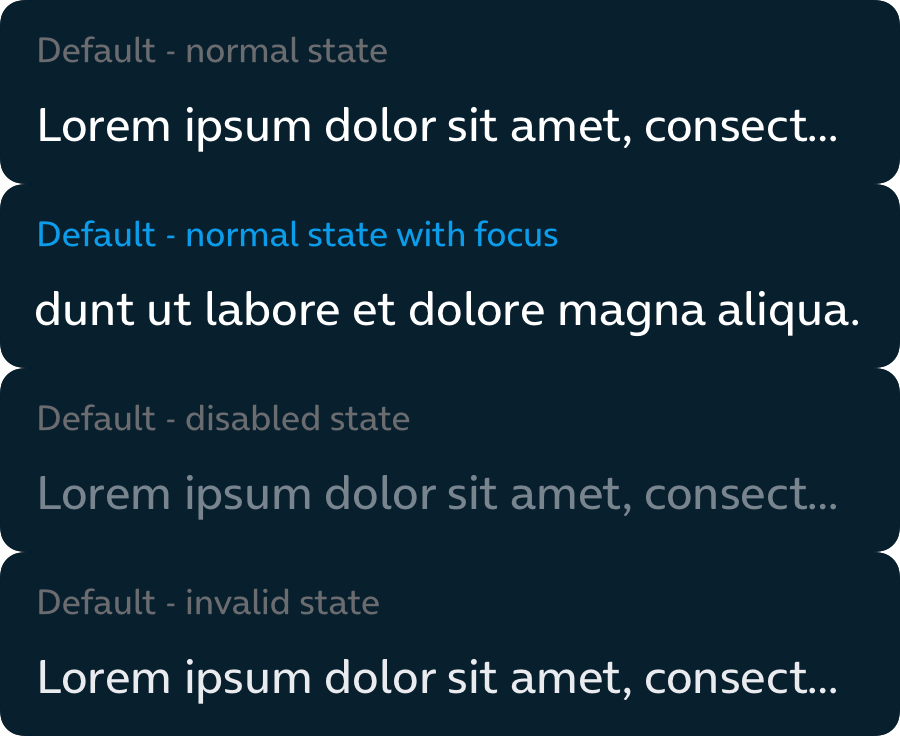 Default - normal state
Lorem ipsum dolor sit amet, consect...
Default - normal state with focus
dunt ut labore et dolore magna aliqua.
Default - disabled state
Lorem ipsum dolor sit amet, consect...
Default - invalid state
Lorem ipsum dolor sit amet, consect...